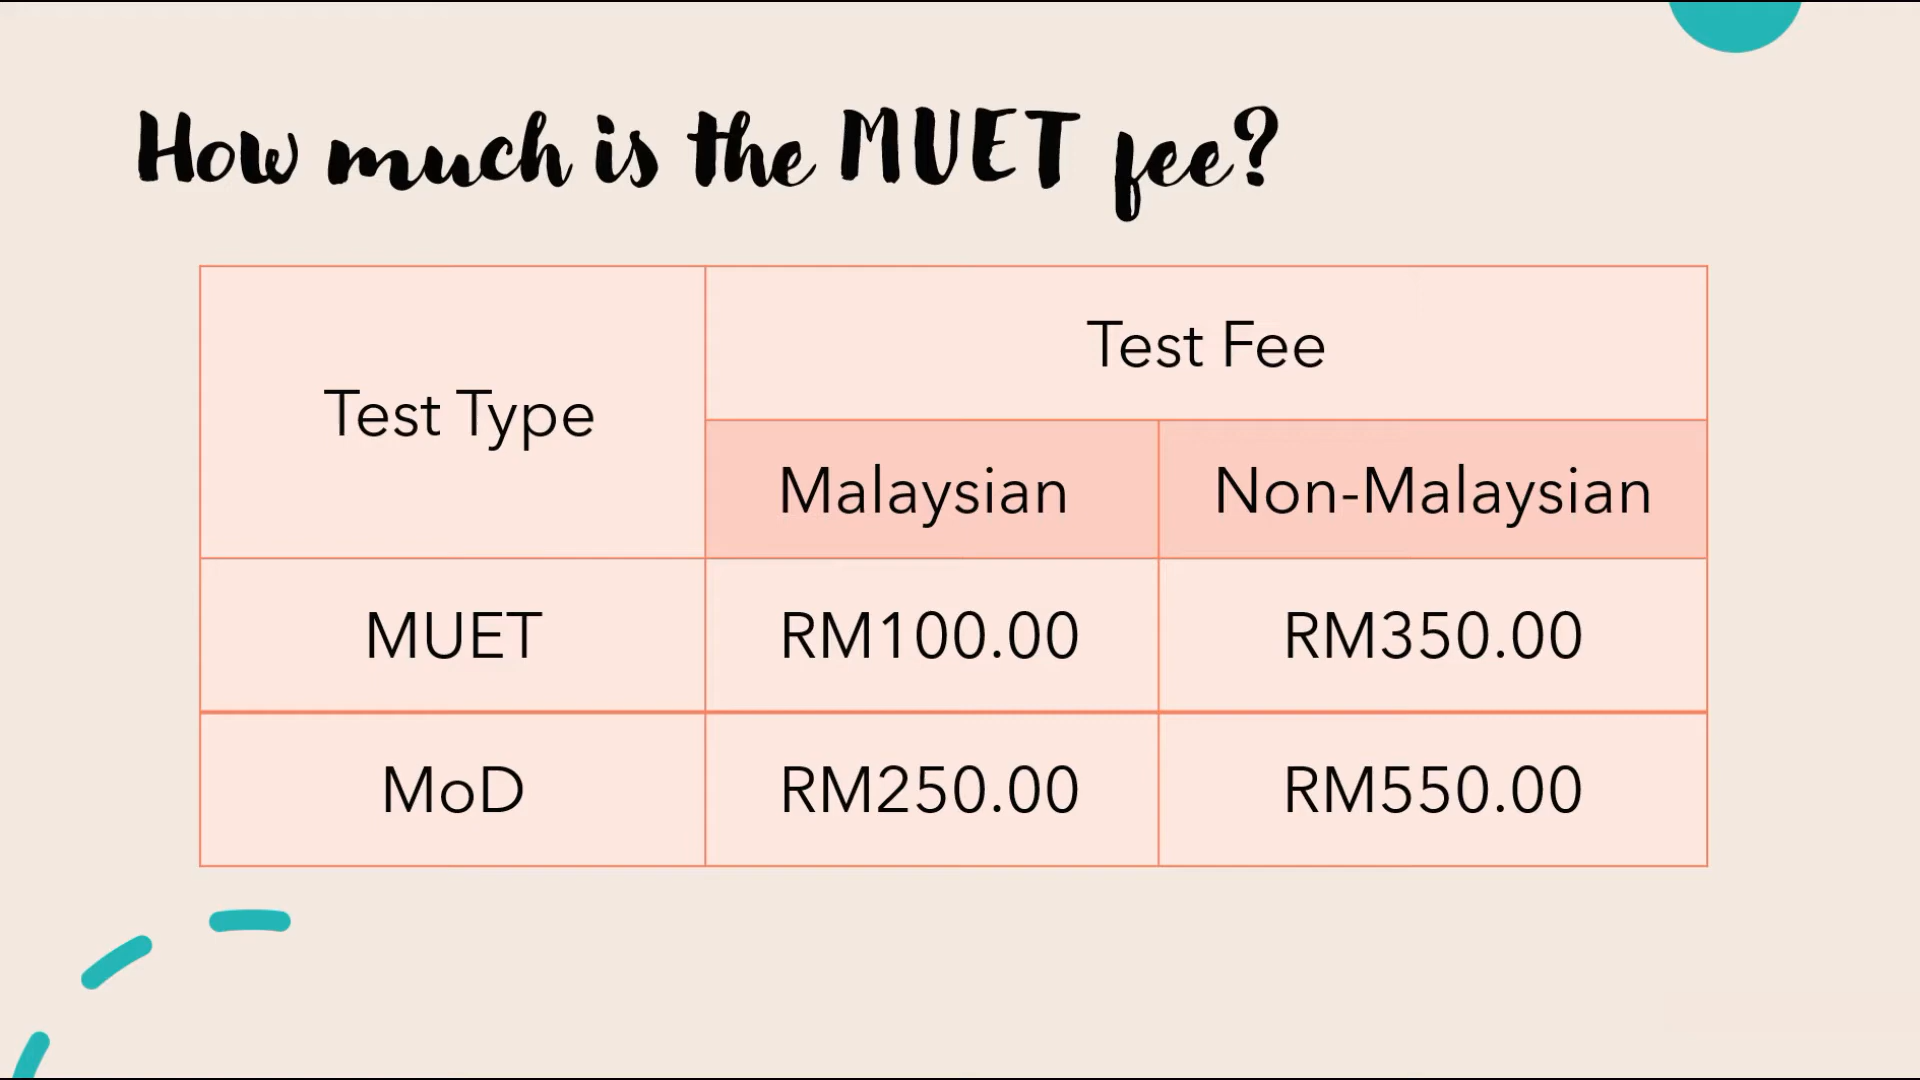 How much is the MUET fee?
Test Type
Test Fee
Malaysian
Non-Malaysian
MUET
RM100.00
RM350.00
MoD
RM250.00
RM550.00